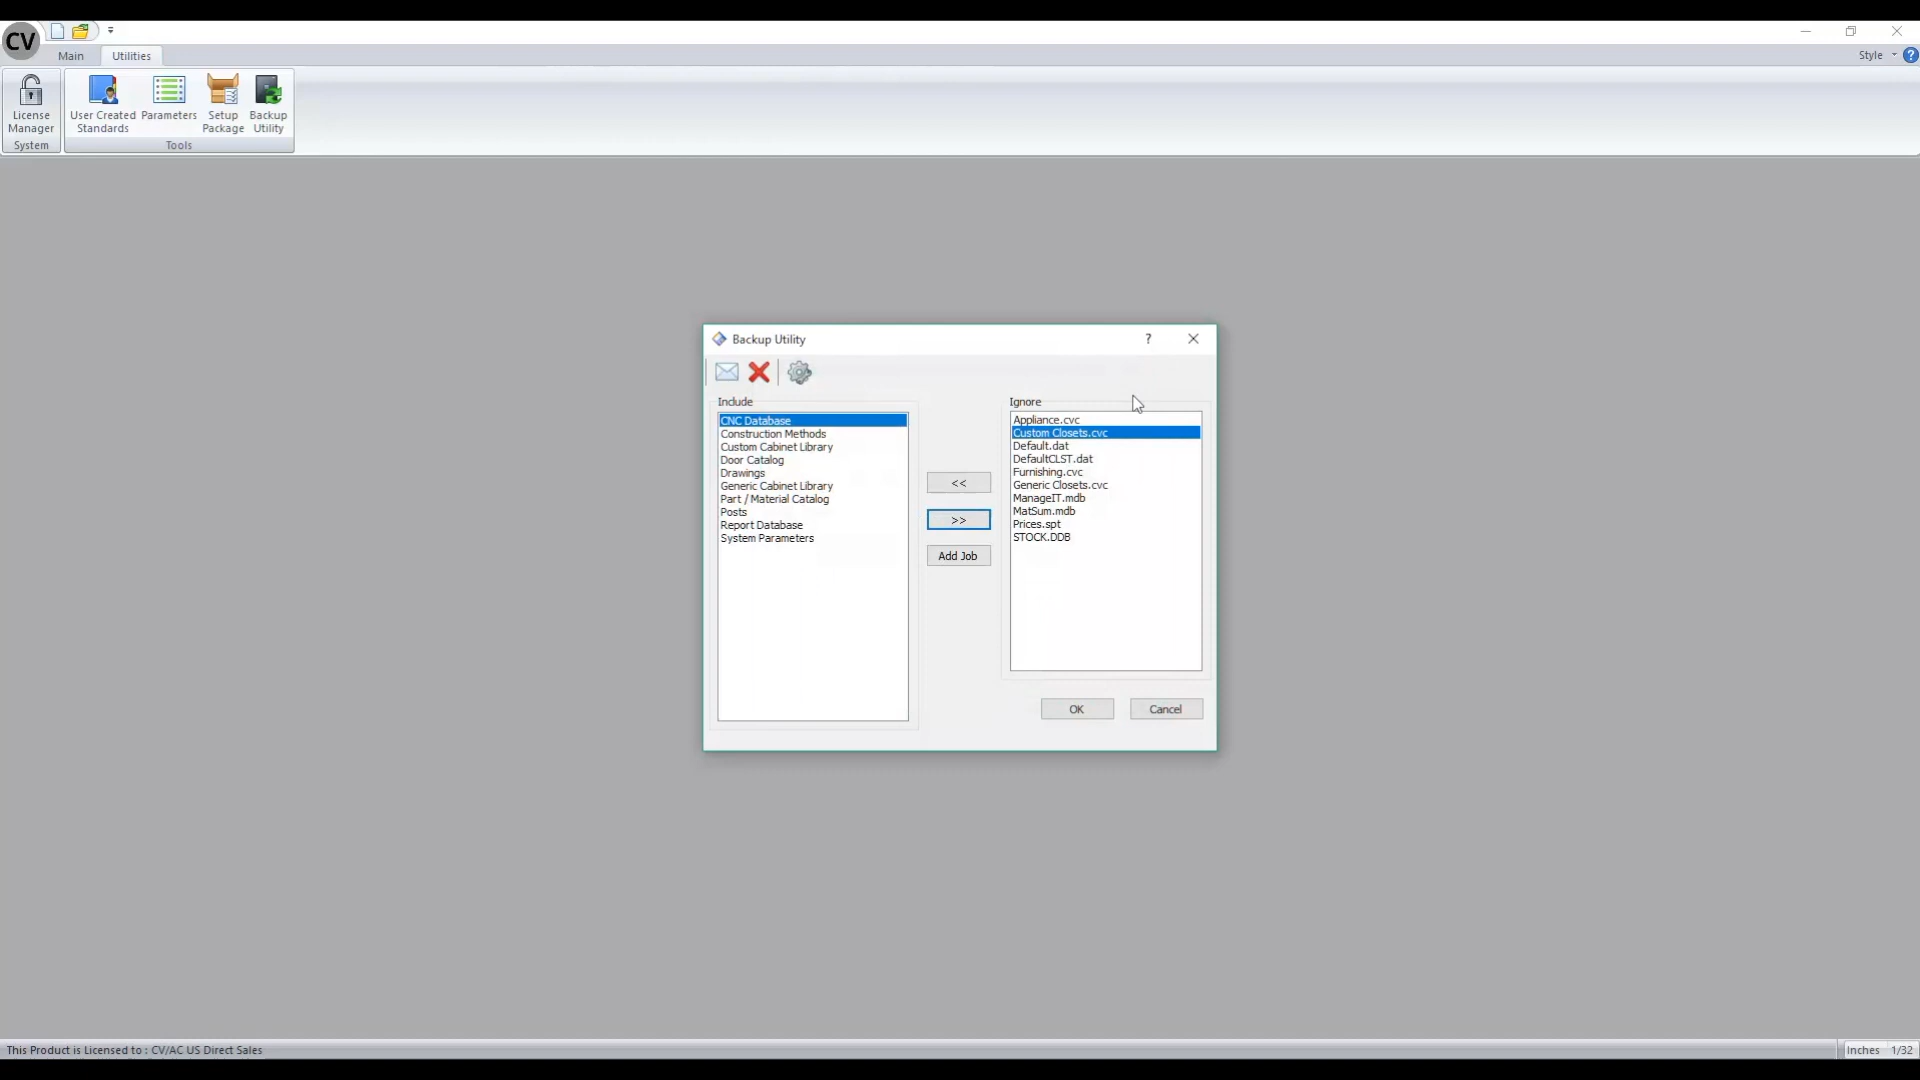 CV
Main
Utilities
Style
?
License
Manager
System
User Created
Standards
Parameters
Setup
Package
Backup
Utility
Tools
Backup Utility
?
Include
CNC Database
Construction Methods
Custom Cabinet Library
Door Catalog
Drawings
Generic Cabinet Library
Part / Material Catalog
Posts
Report Database
System Parameters
<<
>>
Add Job
Ignore
Appliance.cvc
Custom Closets.cvc
Default.dat
DefaultCLST.dat
Furnishing.cvc
Generic Closets.cvc
ManageIT.mdb
MatSum.mdb
Prices.spt
STOCK.DDB
OK
Cancel
This Product is Licensed to : CV/AC US Direct Sales
Inches 1/32